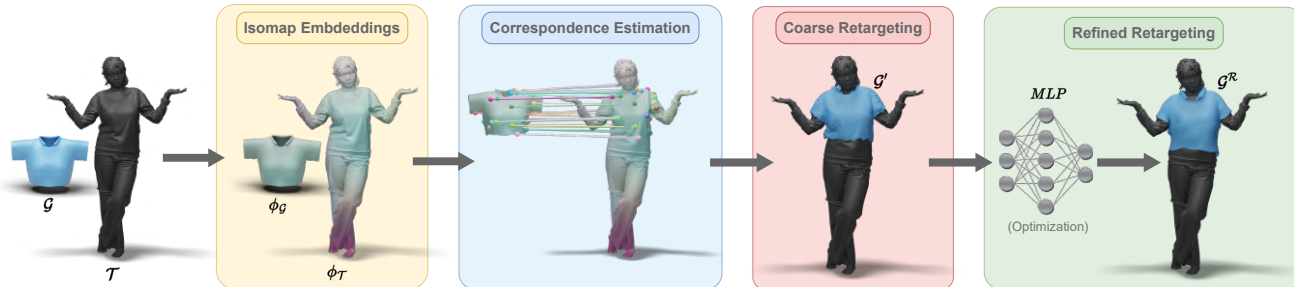 Isomap Embdeddings
Correspondence Estimation
Coarse Retargeting
Refined Retargeting
𝒢′
𝒢ᴿ
MLP
𝒢
ϕ𝒢
(Optimization)
𝒯
ϕ𝒯